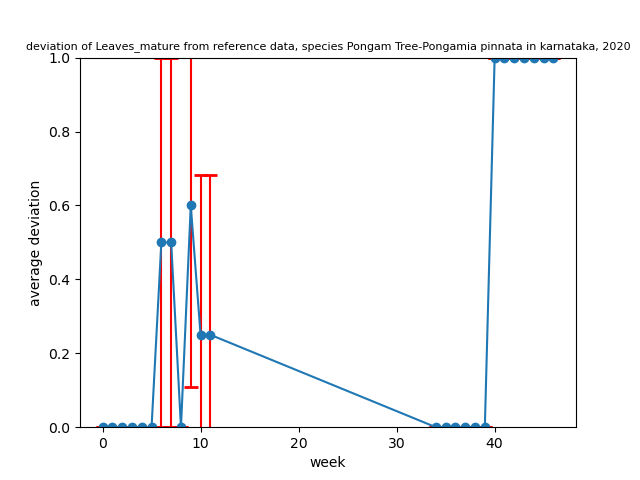 deviation of Leaves_mature from reference data, species Pongam Tree-Pongamia pinnata in karnataka, 2020
1.0
0.8
0.6
0.4
0.2
0.0
average deviation
0 10 20 30 40
week